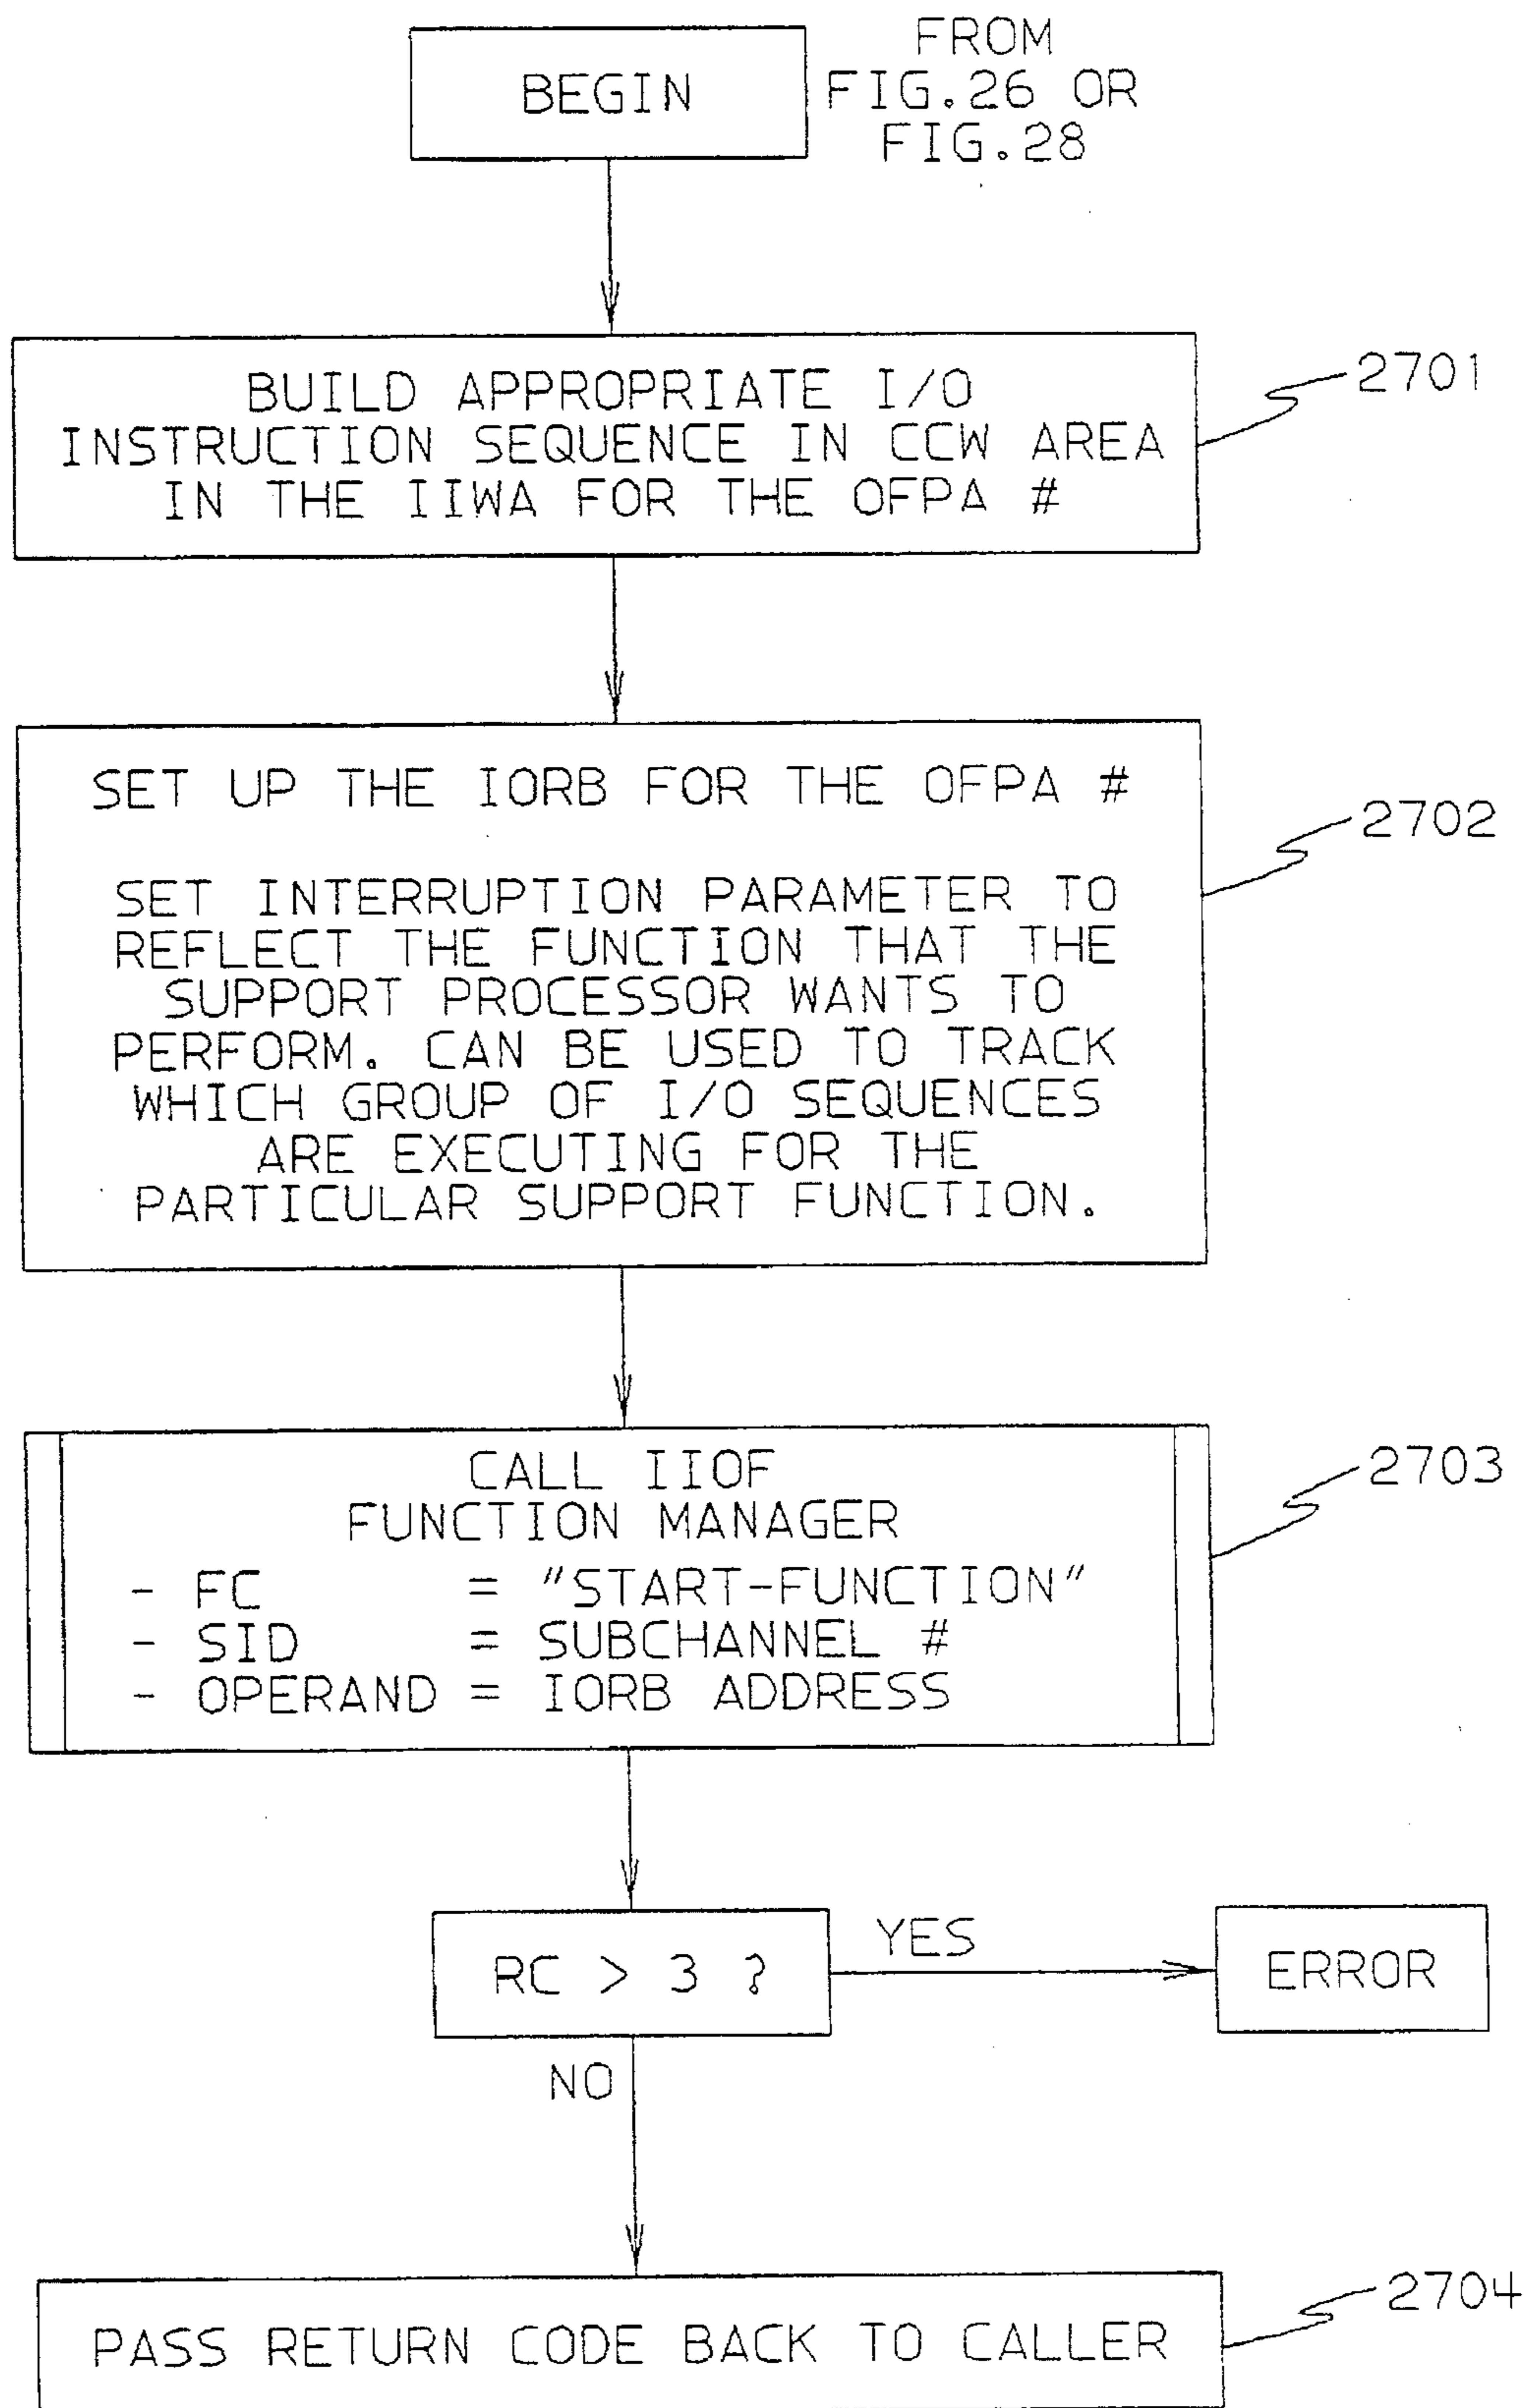 BEGIN
FROM
FIG.26 OR
FIG.28
BUILD APPROPRIATE I/O
INSTRUCTION SEQUENCE IN CCW AREA
IN THE IIWA FOR THE OFPA #
2701
SET UP THE IORB FOR THE OFPA #
SET INTERRUPTION PARAMETER TO
REFLECT THE FUNCTION THAT THE
SUPPORT PROCESSOR WANTS TO
PERFORM. CAN BE USED TO TRACK
WHICH GROUP OF I/O SEQUENCES
ARE EXECUTING FOR THE
PARTICULAR SUPPORT FUNCTION.
2702
CALL IIOF
FUNCTION MANAGER
- FC = "START-FUNCTION"
- SID = SUBCHANNEL #
- OPERAND = IORB ADDRESS
2703
RC > 3 ?
YES
ERROR
NO
PASS RETURN CODE BACK TO CALLER
2704